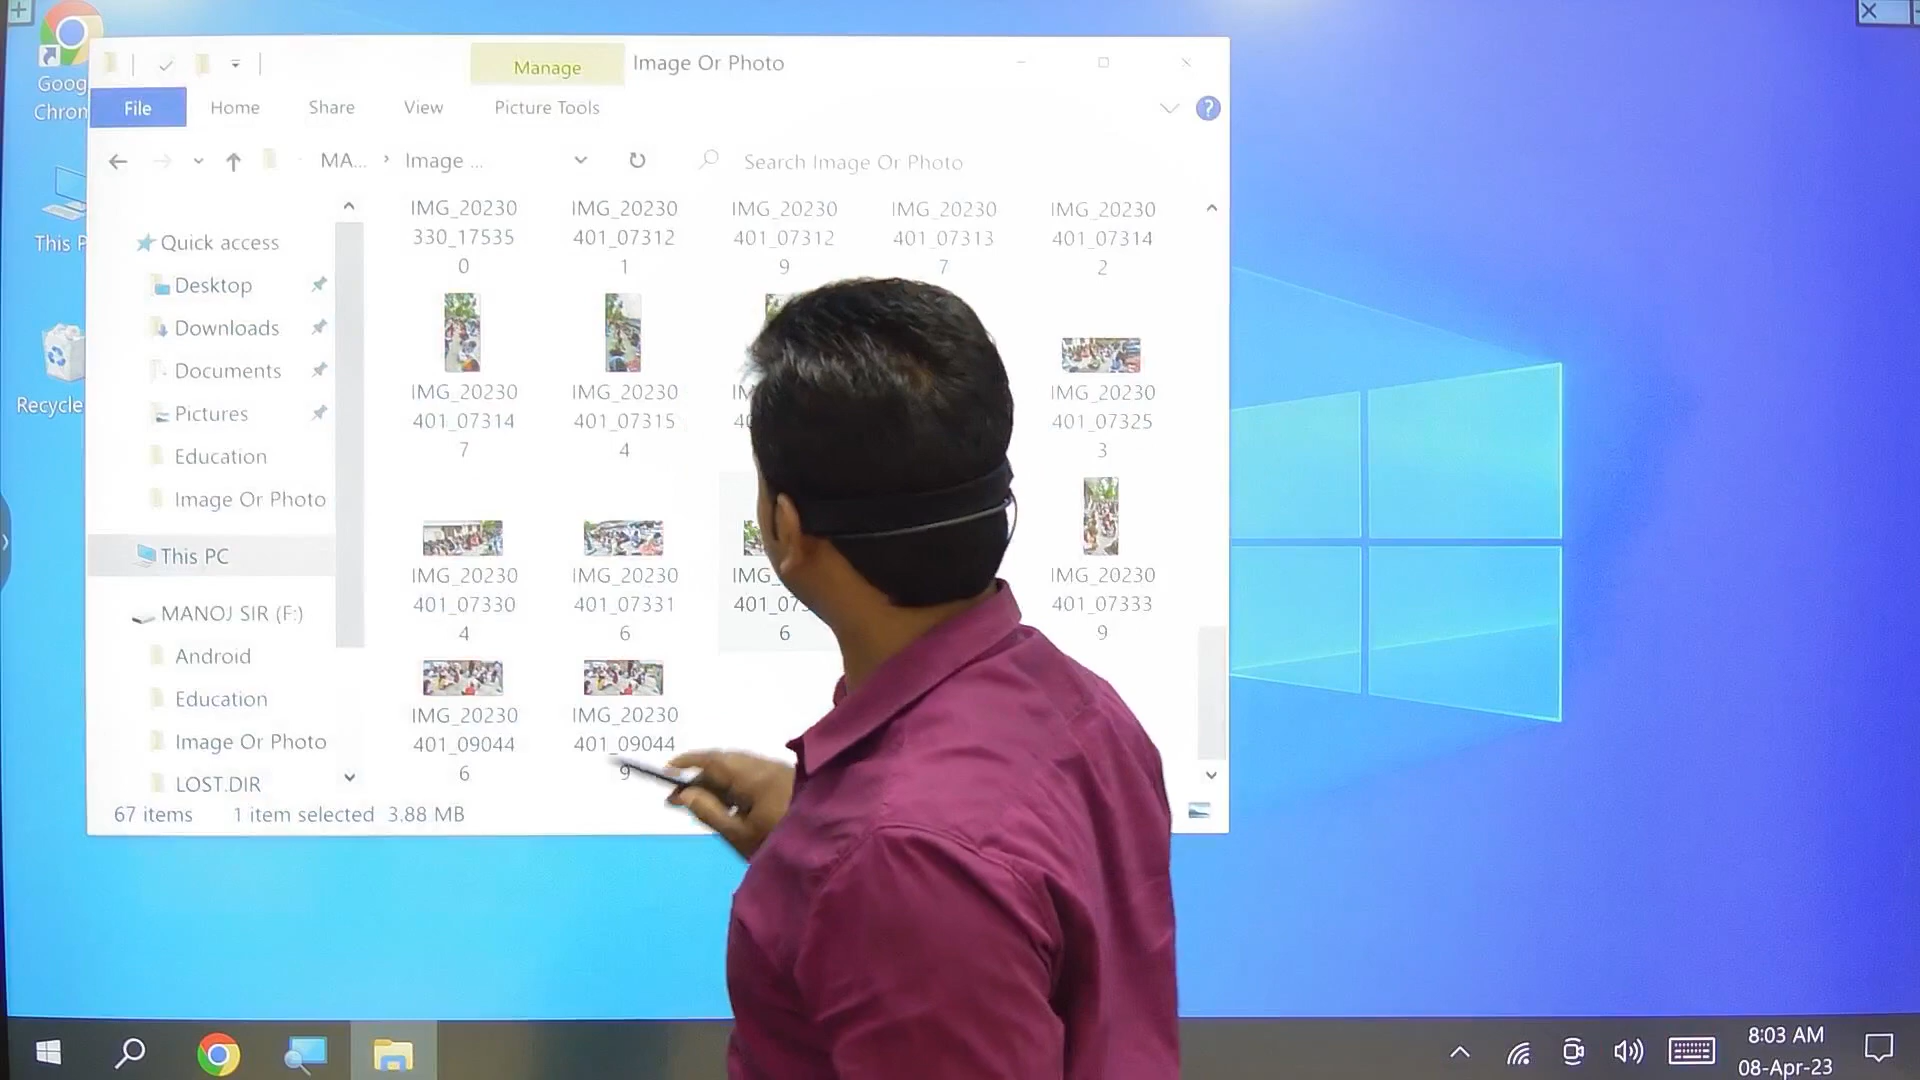 Goog
Chron
This P
Recycle
Manage
Image Or Photo
File
Home
Share
View
Picture Tools
?
MA... › Image ...
Search Image Or Photo
Quick access
Desktop
Downloads
Documents
Pictures
Education
Image Or Photo
This PC
MANOJ SIR (F:)
Android
Education
Image Or Photo
LOST.DIR
IMG_20230
330_17535
0
IMG_20230
401_07312
1
IMG_20230
401_07312
9
IMG_20230
401_07313
7
IMG_20230
401_07314
2
IMG_20230
401_07314
7
IMG_20230
401_07315
4
IMG_20230
401_07325
3
IMG_20230
401_07330
4
IMG_20230
401_07331
6
IMG_
401_073
6
IMG_20230
401_07333
9
IMG_20230
401_09044
6
IMG_20230
401_09044
9
67 items
1 item selected 3.88 MB
8:03 AM
08-Apr-23